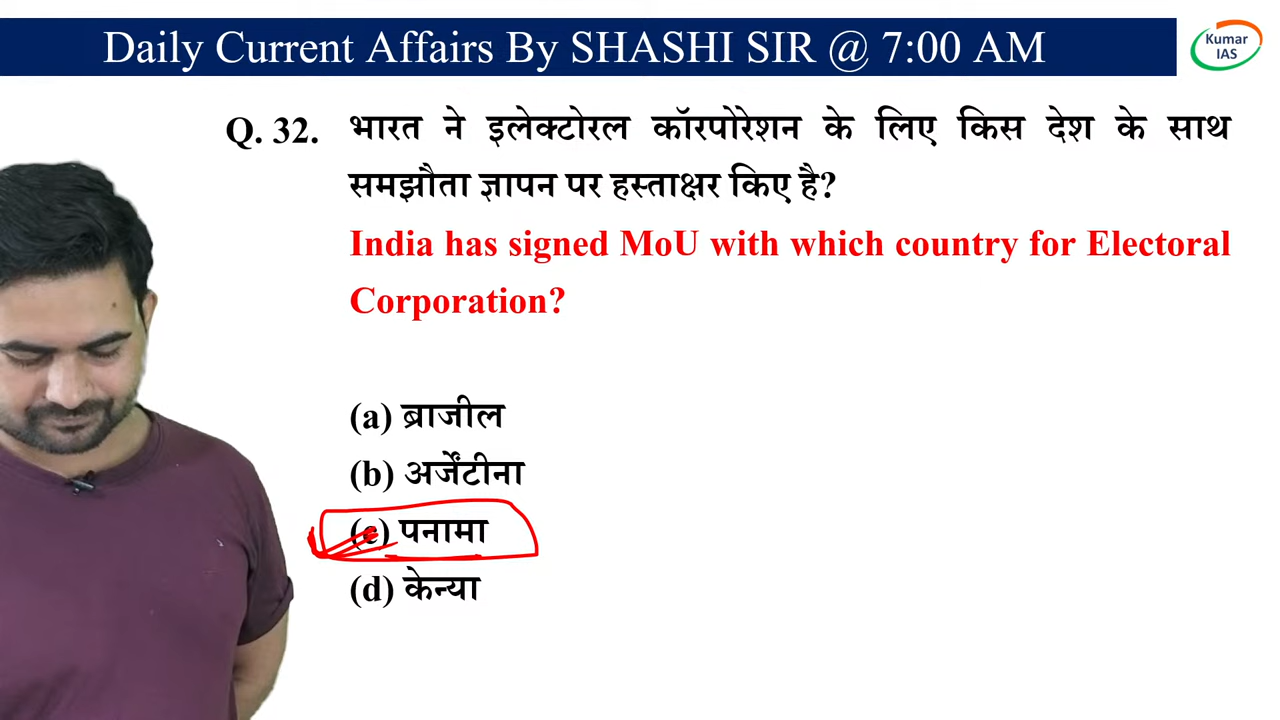 Daily Current Affairs By SHASHI SIR @ 7:00 AM
Kumar
IAS
Q. 32. भारत ने इलेक्टोरल कॉरपोरेशन के लिए किस देश के साथ
समझौता ज्ञापन पर हस्ताक्षर किए है?
India has signed MoU with which country for Electoral
Corporation?
(a) ब्राजील
(b) अर्जेंटीना
(c) पनामा
(d) केन्या